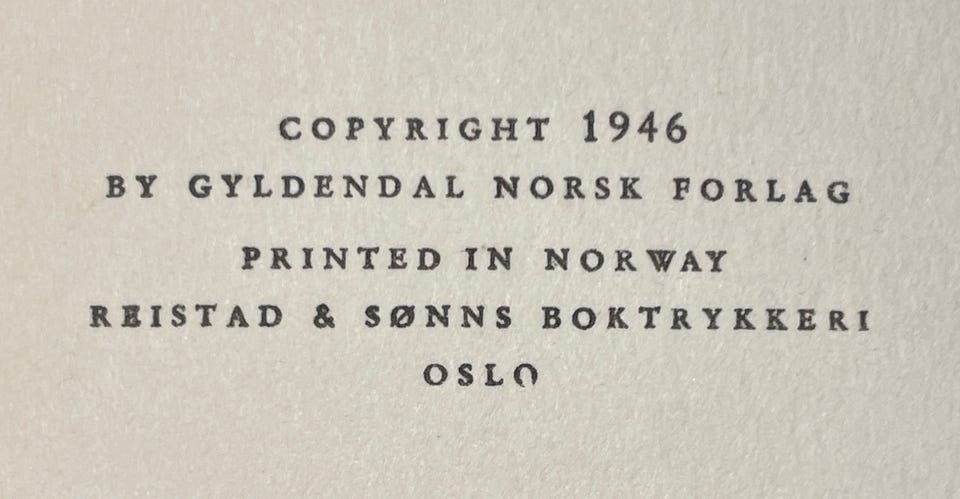 COPYRIGHT 1946
BY GYLDENDAL NORSK FORLAG
PRINTED IN NORWAY
REISTAD & SØNNS BOKTRYKKERI
OSLO